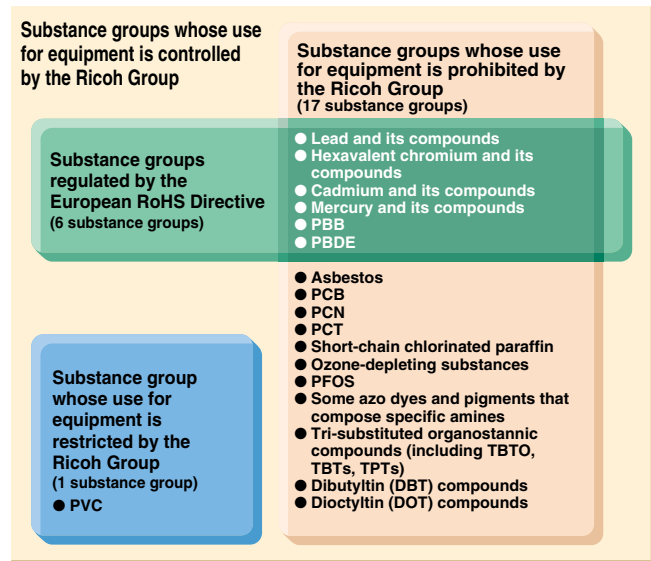 Substance groups whose use
for equipment is controlled
by the Ricoh Group
Substance groups whose use
for equipment is prohibited by
the Ricoh Group
(17 substance groups)
Substance groups
regulated by the
European RoHS Directive
(6 substance groups)
● Lead and its compounds
● Hexavalent chromium and its
compounds
● Cadmium and its compounds
● Mercury and its compounds
● PBB
● PBDE
● Asbestos
● PCB
● PCN
● PCT
● Short-chain chlorinated paraffin
● Ozone-depleting substances
● PFOS
● Some azo dyes and pigments that
compose specific amines
● Tri-substituted organostannic
compounds (including TBTO,
TBTs, TPTs)
● Dibutyltin (DBT) compounds
● Dioctyltin (DOT) compounds
Substance group
whose use for
equipment is
restricted by the
Ricoh Group
(1 substance group)
● PVC